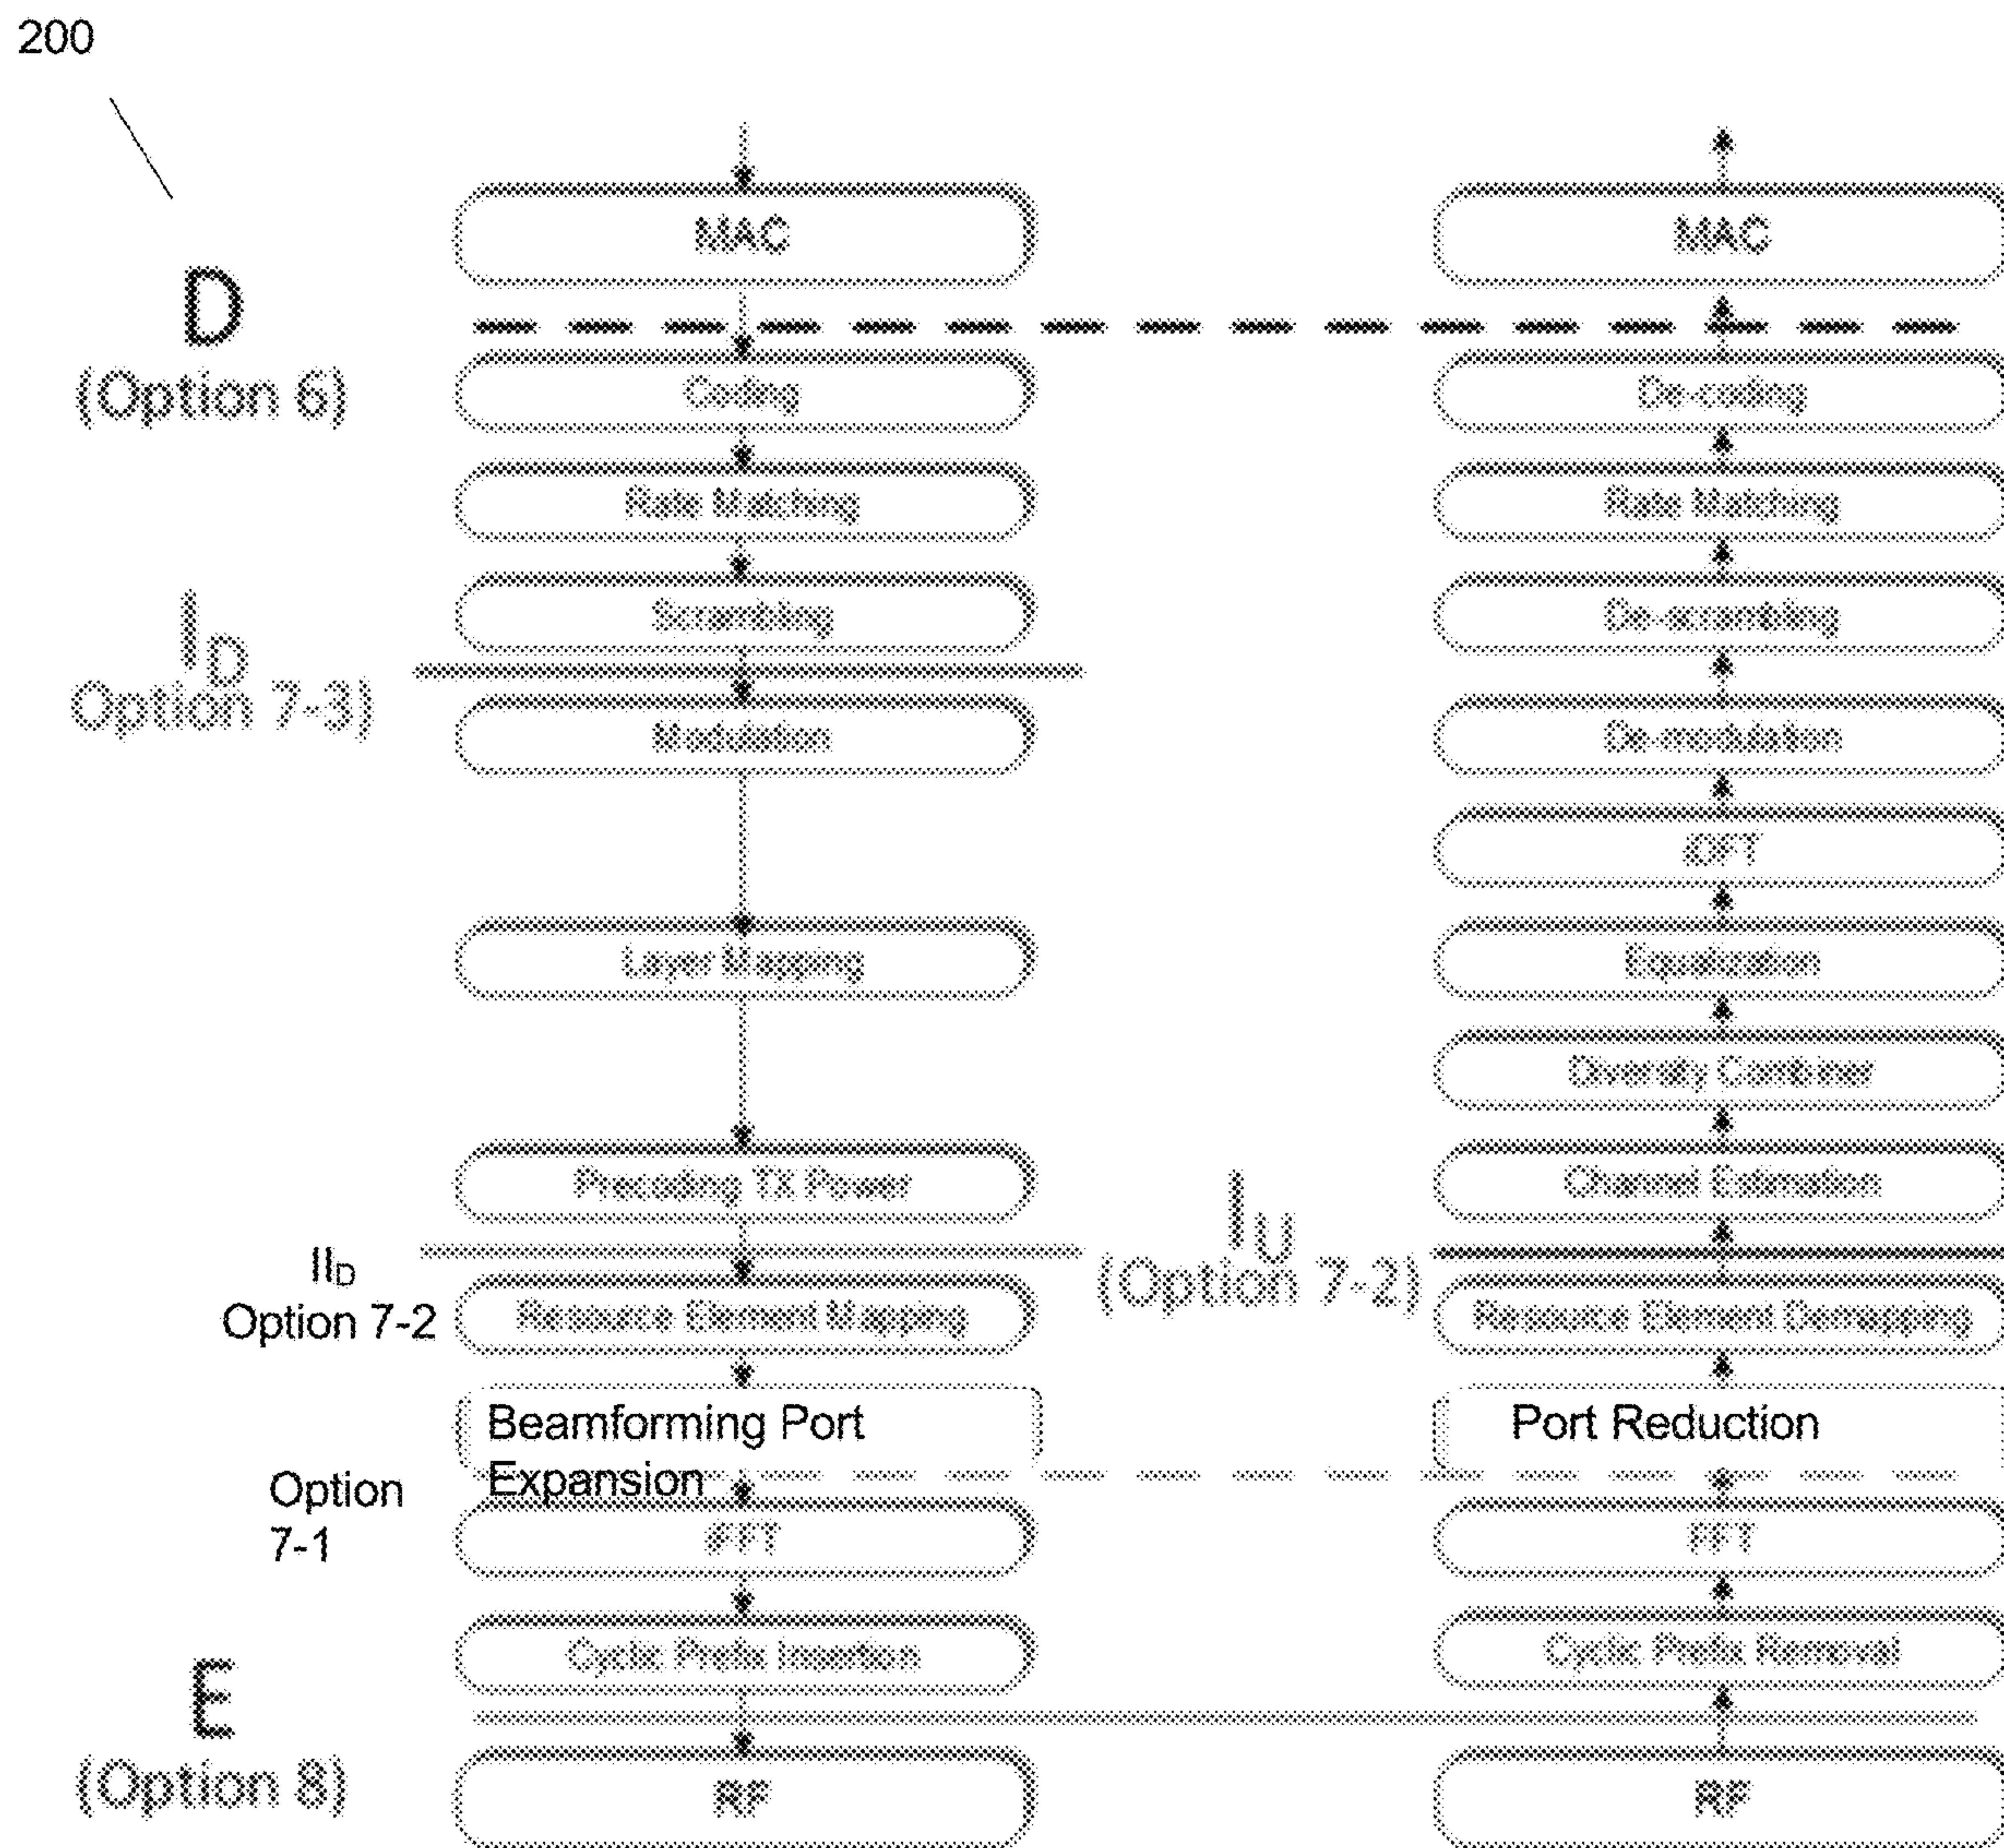 200
MAC
MAC
D
(Option 6)
Coding
De-coding
Rate Matching
Rate Matching
Scrambling
De-scrambling
I_D
Option 7-3)
Modulation
De-modulation
iDFT
Layer Mapping
Equalization
Diversity Combiner
Precoding TX Power
Channel Estimation
I_U
(Option 7-2)
II_D
Option 7-2
Resource Element Mapping
Resource Element Demapping
Beamforming Port
Expansion
Port Reduction
Option
7-1
iFFT
FFT
Cyclic Prefix Insertion
Cyclic Prefix Removal
E
(Option 8)
RF
RF